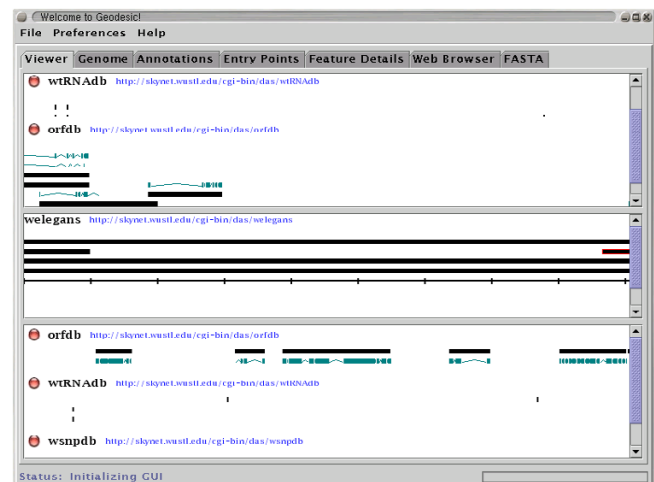 Welcome to Geodesic!
File Preferences Help
Viewer Genome Annotations Entry Points Feature Details Web Browser FASTA
wtRNAdb http://skynet.wustl.edu/cgi-bin/das/wtRNAdb
orfdb http://skynet.wustl.edu/cgi-bin/das/orfdb
welegans http://skynet.wustl.edu/cgi-bin/das/welegans
orfdb http://skynet.wustl.edu/cgi-bin/das/orfdb
wtRNAdb http://skynet.wustl.edu/cgi-bin/das/wtRNAdb
wsnpdb http://skynet.wustl.edu/cgi-bin/das/wsnpdb
Status: Initializing GUI